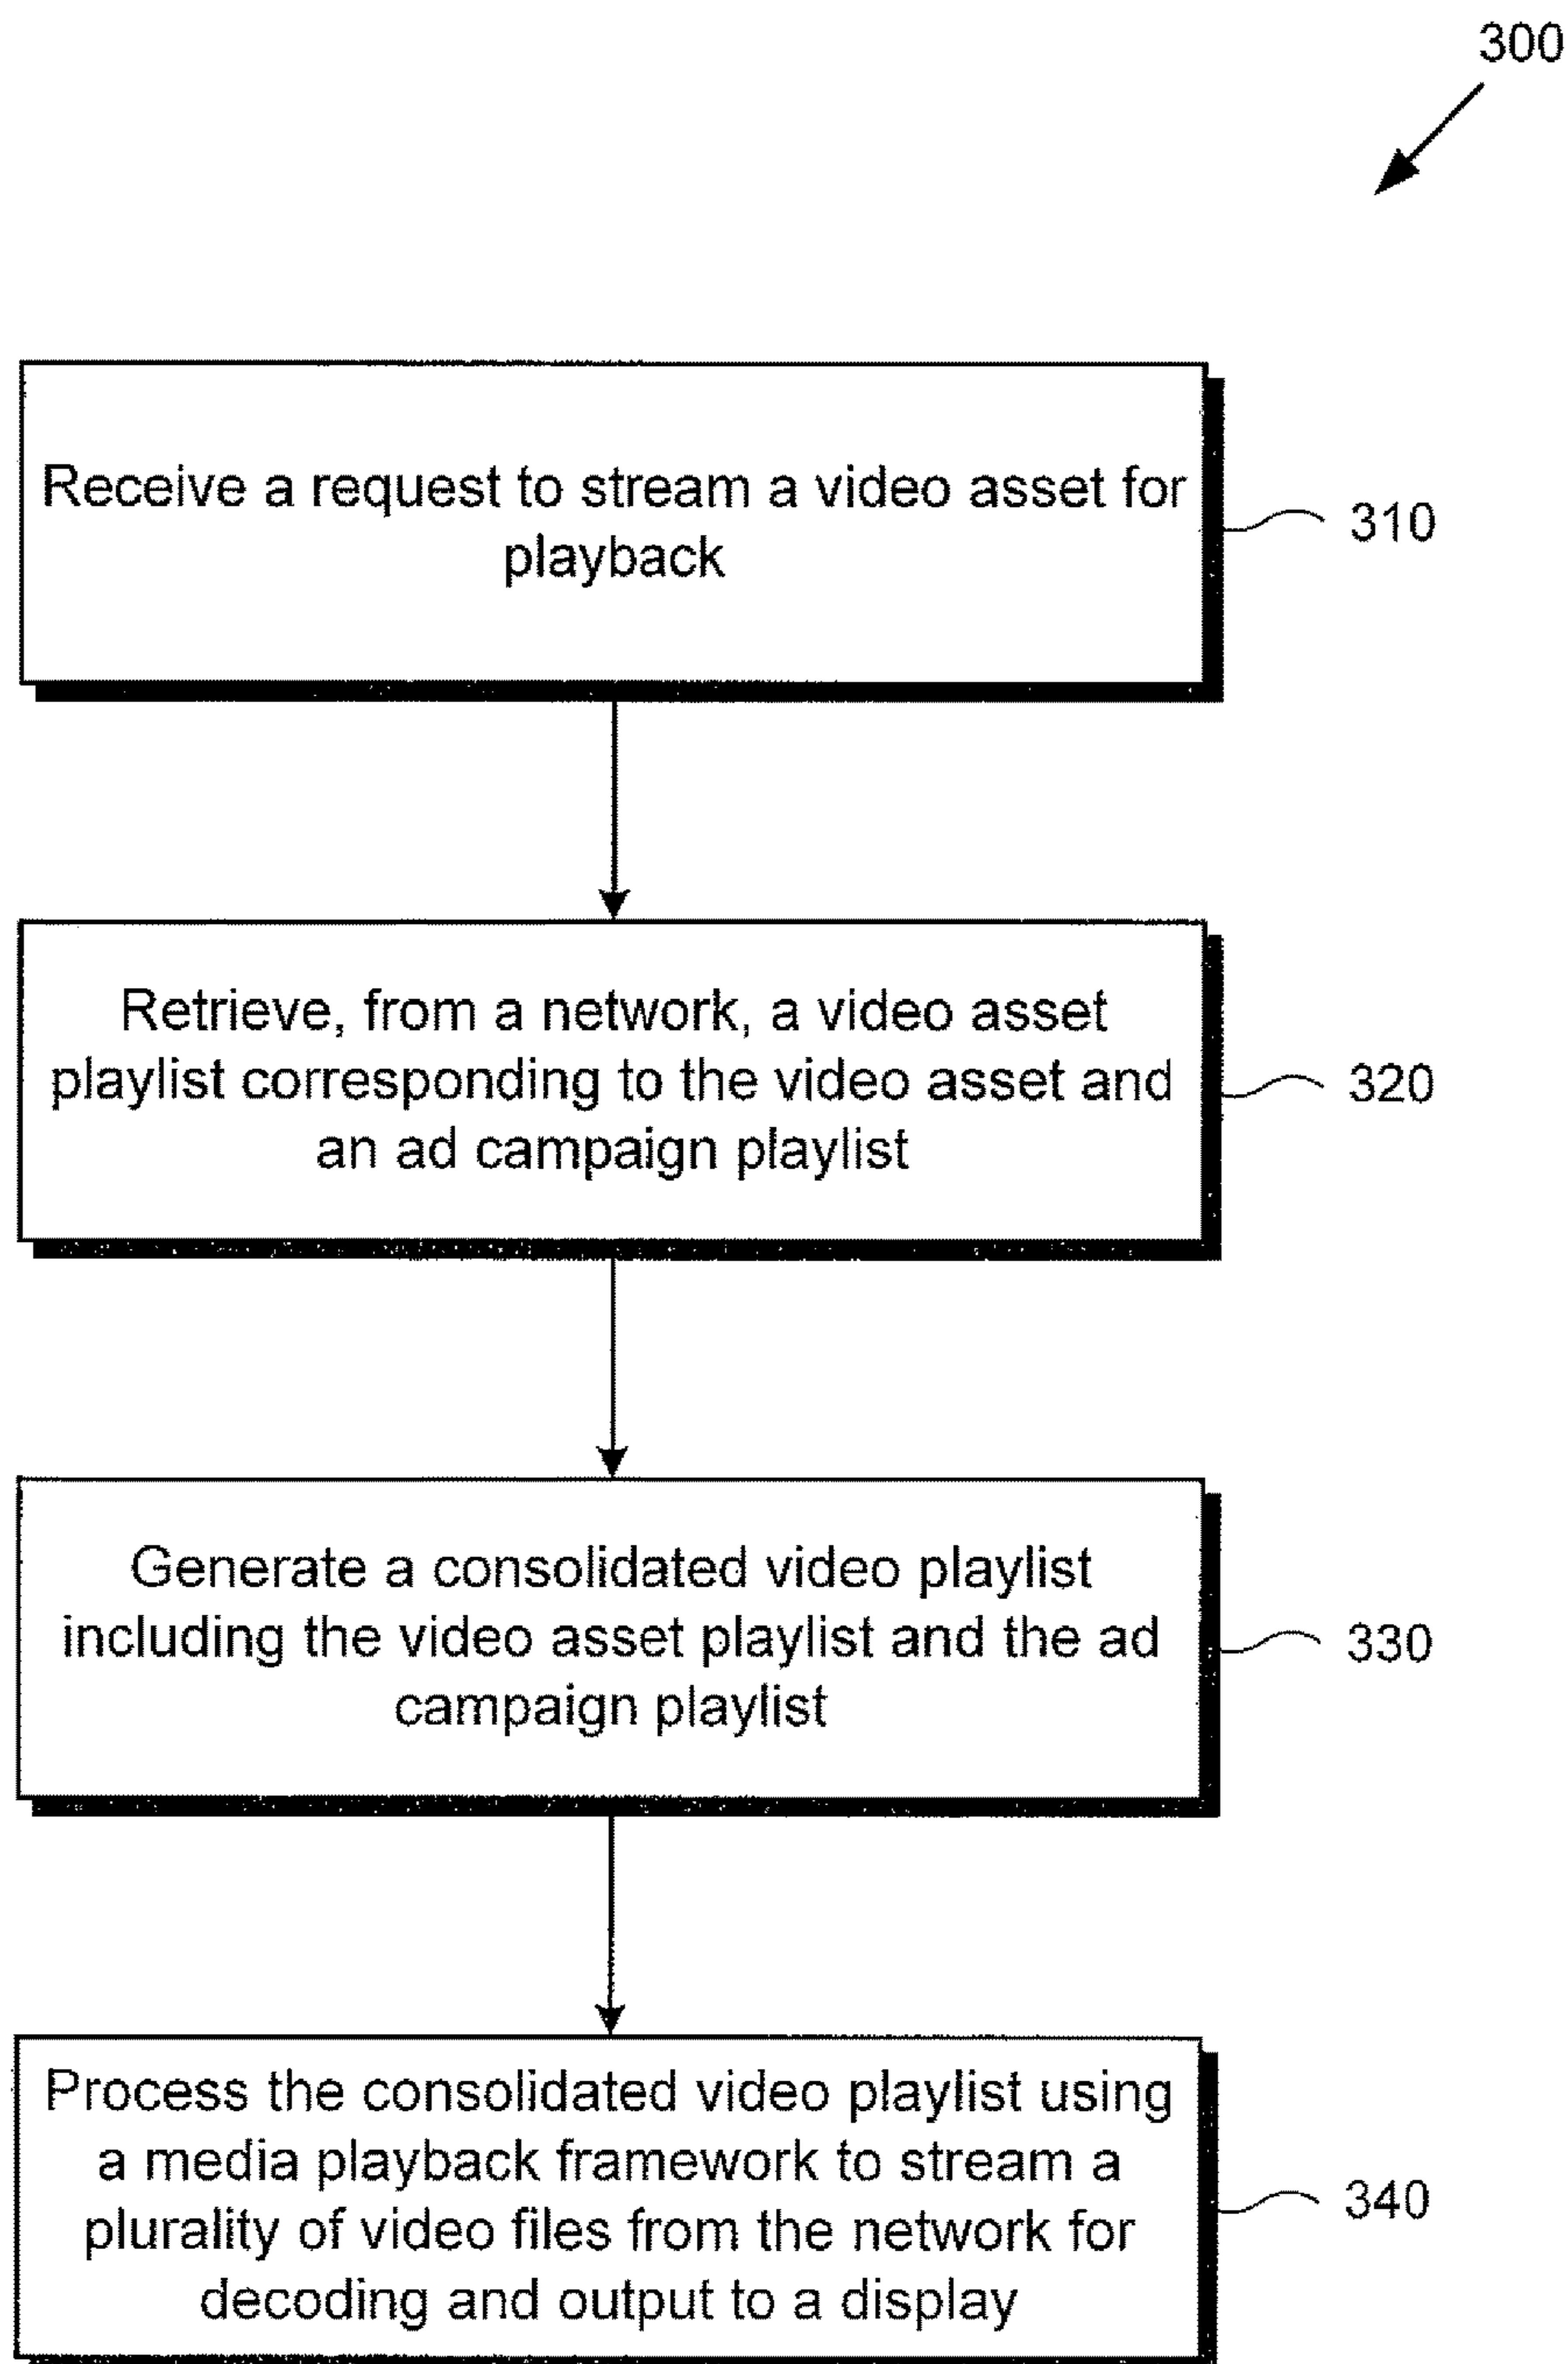 300
Receive a request to stream a video asset for
playback
310
Retrieve, from a network, a video asset
playlist corresponding to the video asset and
an ad campaign playlist
320
Generate a consolidated video playlist
including the video asset playlist and the ad
campaign playlist
330
Process the consolidated video playlist using
a media playback framework to stream a
plurality of video files from the network for
decoding and output to a display
340